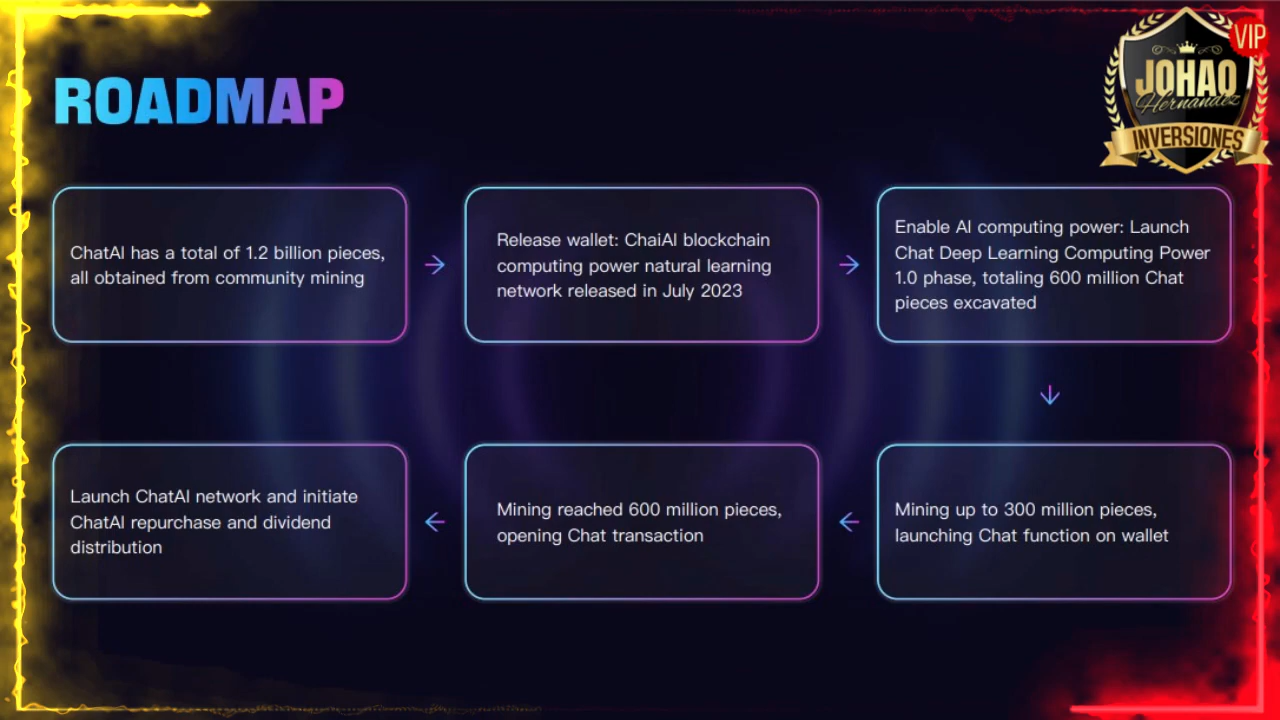 ROADMAP
VIP
JOHAO
Hernandez
INVERSIONES
ChatAI has a total of 1.2 billion pieces,
all obtained from community mining
Release wallet: ChaiAI blockchain
computing power natural learning
network released in July 2023
Enable AI computing power: Launch
Chat Deep Learning Computing Power
1.0 phase, totaling 600 million Chat
pieces excavated
Mining up to 300 million pieces,
launching Chat function on wallet
Mining reached 600 million pieces,
opening Chat transaction
Launch ChatAI network and initiate
ChatAI repurchase and dividend
distribution